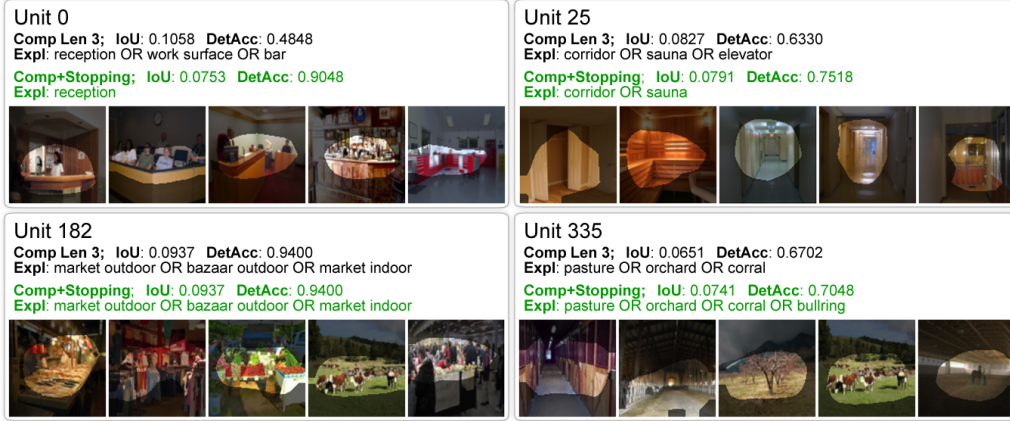 Unit 0
Comp Len 3; IoU: 0.1058 DetAcc: 0.4848
Expl: reception OR work surface OR bar
Comp+Stopping; IoU: 0.0753 DetAcc: 0.9048
Expl: reception
Unit 25
Comp Len 3; IoU: 0.0827 DetAcc: 0.6330
Expl: corridor OR sauna OR elevator
Comp+Stopping; IoU: 0.0791 DetAcc: 0.7518
Expl: corridor OR sauna
Unit 182
Comp Len 3; IoU: 0.0937 DetAcc: 0.9400
Expl: market outdoor OR bazaar outdoor OR market indoor
Comp+Stopping; IoU: 0.0937 DetAcc: 0.9400
Expl: market outdoor OR bazaar outdoor OR market indoor
Unit 335
Comp Len 3; IoU: 0.0651 DetAcc: 0.6702
Expl: pasture OR orchard OR corral
Comp+Stopping; IoU: 0.0741 DetAcc: 0.7048
Expl: pasture OR orchard OR corral OR bullring